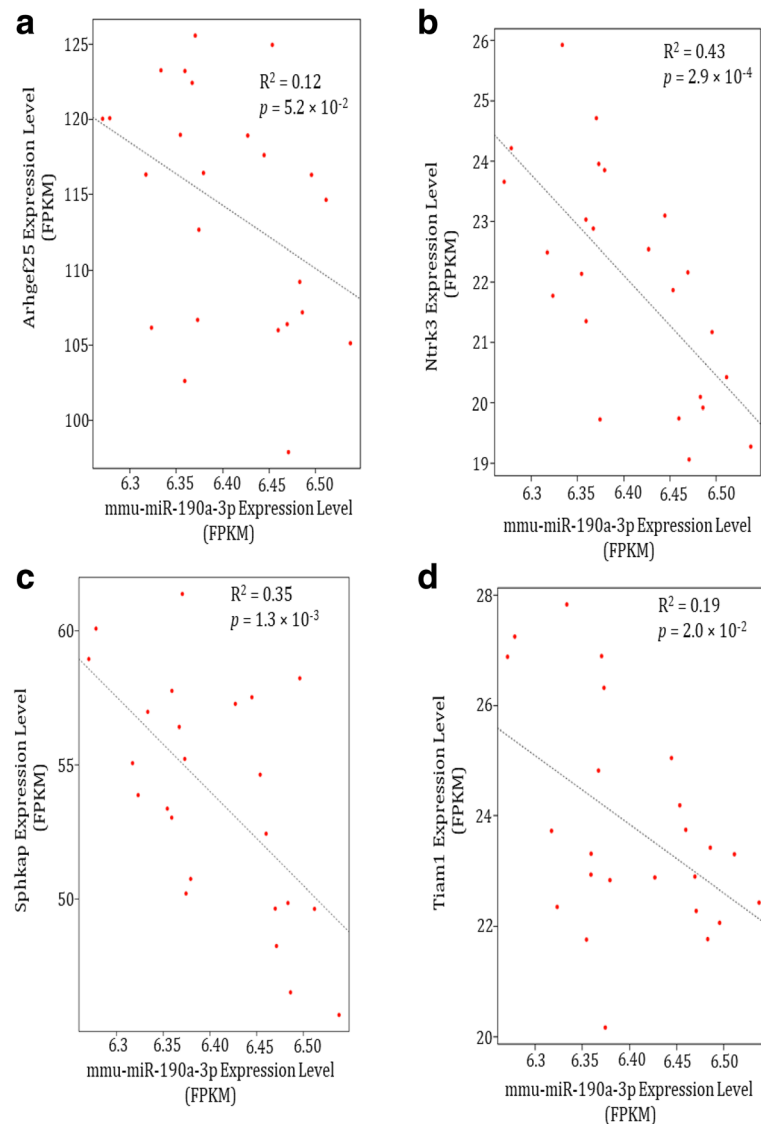 a
125
120
115
110
105
100
Arhgef25 Expression Level
(FPKM)
R² = 0.12
p = 5.2 × 10⁻²
6.3 6.35 6.40 6.45 6.50
mmu-miR-190a-3p Expression Level
(FPKM)
b
26
25
24
23
22
21
20
19
Ntrk3 Expression Level
(FPKM)
R² = 0.43
p = 2.9 × 10⁻⁴
6.3 6.35 6.40 6.45 6.50
mmu-miR-190a-3p Expression Level
(FPKM)
c
60
55
50
Sphkap Expression Level
(FPKM)
R² = 0.35
p = 1.3 × 10⁻³
6.3 6.35 6.40 6.45 6.50
mmu-miR-190a-3p Expression Level
(FPKM)
d
28
26
24
22
20
Tiam1 Expression Level
(FPKM)
R² = 0.19
p = 2.0 × 10⁻²
6.3 6.35 6.40 6.45 6.50
mmu-miR-190a-3p Expression Level
(FPKM)